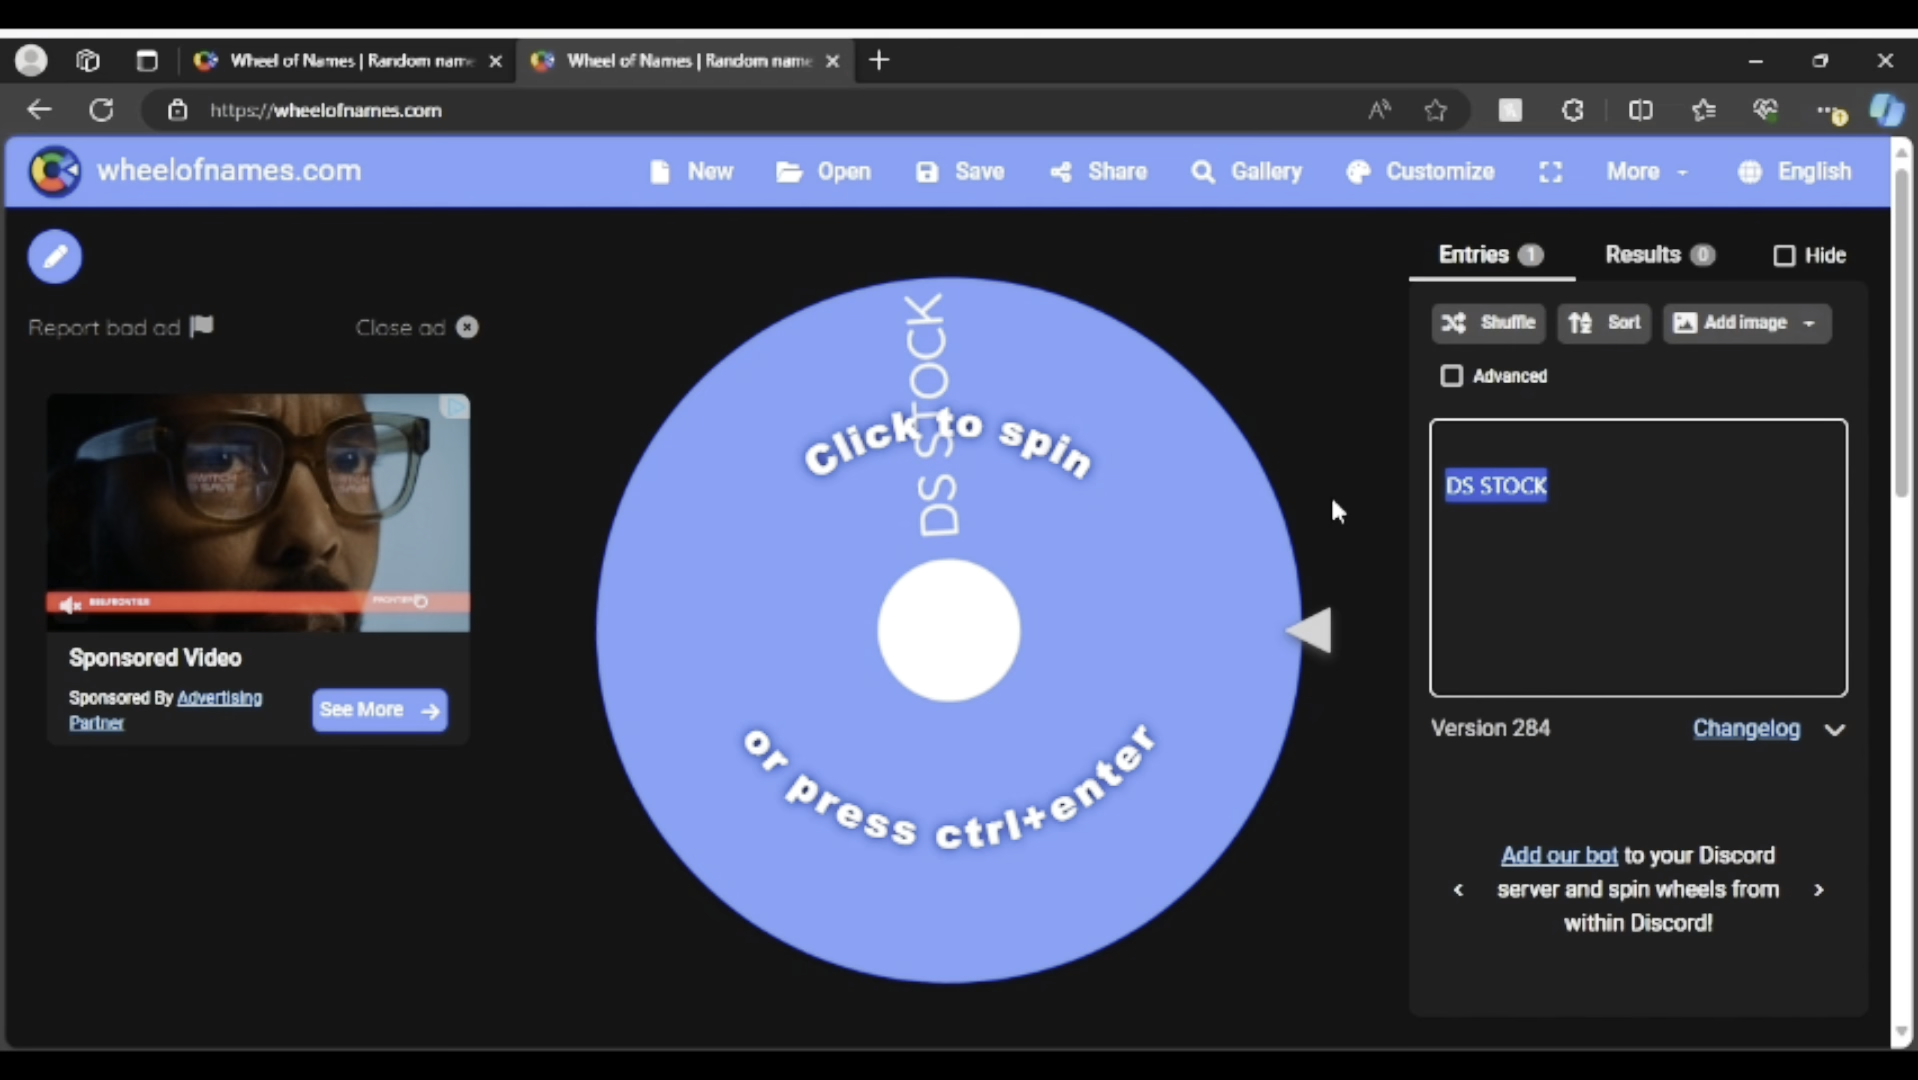 Wheel of Names | Random nam
Wheel of Names | Random name
https://wheelofnames.com
wheelofnames.com
New
Open
Save
Share
Gallery
Customize
More
English
Report bad ad
Close ad
Sponsored Video
Sponsored By Advertising
Partner
See More
DS STOCK
Click to spin
or press ctrl+enter
Entries 1
Results 0
Hide
Shuffle
Sort
Add image
Advanced
DS STOCK
Version 284
Changelog
Add our bot to your Discord
server and spin wheels from
within Discord!